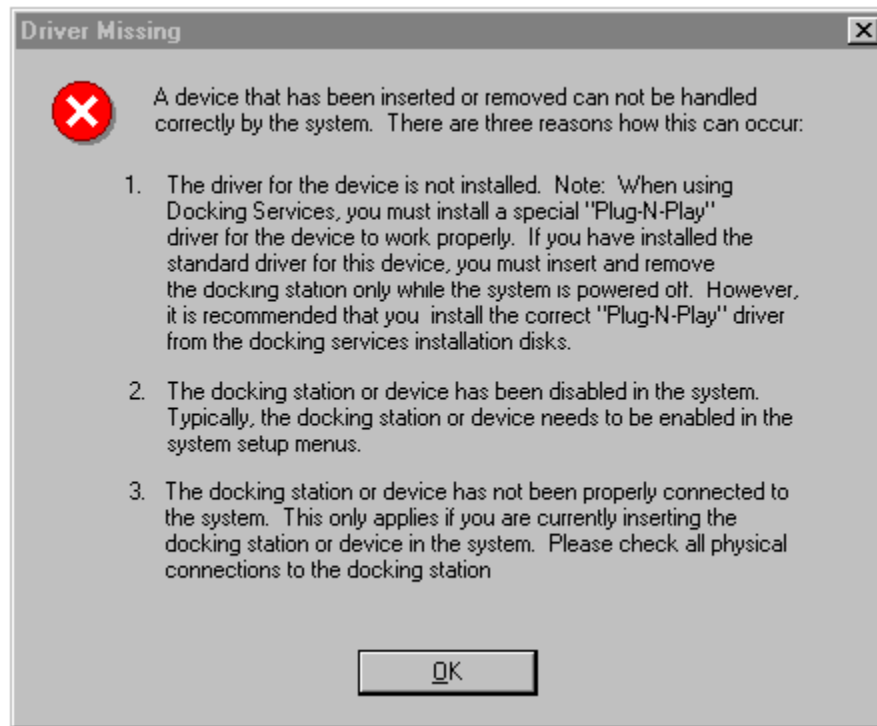 Driver Missing
A device that has been inserted or removed can not be handled
correctly by the system.  There are three reasons how this can occur:
1.  The driver for the device is not installed.  Note:  When using
Docking Services, you must install a special "Plug-N-Play"
driver for the device to work properly.  If you have installed the
standard driver for this device, you must insert and remove
the docking station only while the system is powered off.  However,
it is recommended that you  install the correct "Plug-N-Play" driver
from the docking services installation disks.
2.  The docking station or device has been disabled in the system.
Typically, the docking station or device needs to be enabled in the
system setup menus.
3.  The docking station or device has not been properly connected to
the system.  This only applies if you are currently inserting the
docking station or device in the system.  Please check all physical
connections to the docking station
OK